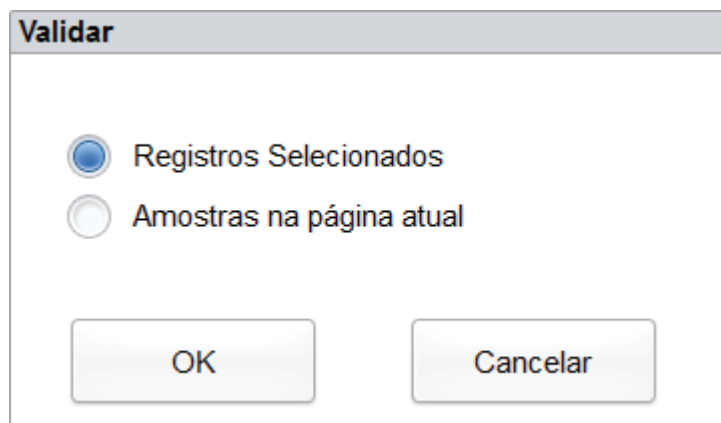 Validar
Registros Selecionados
Amostras na página atual
OK
Cancelar